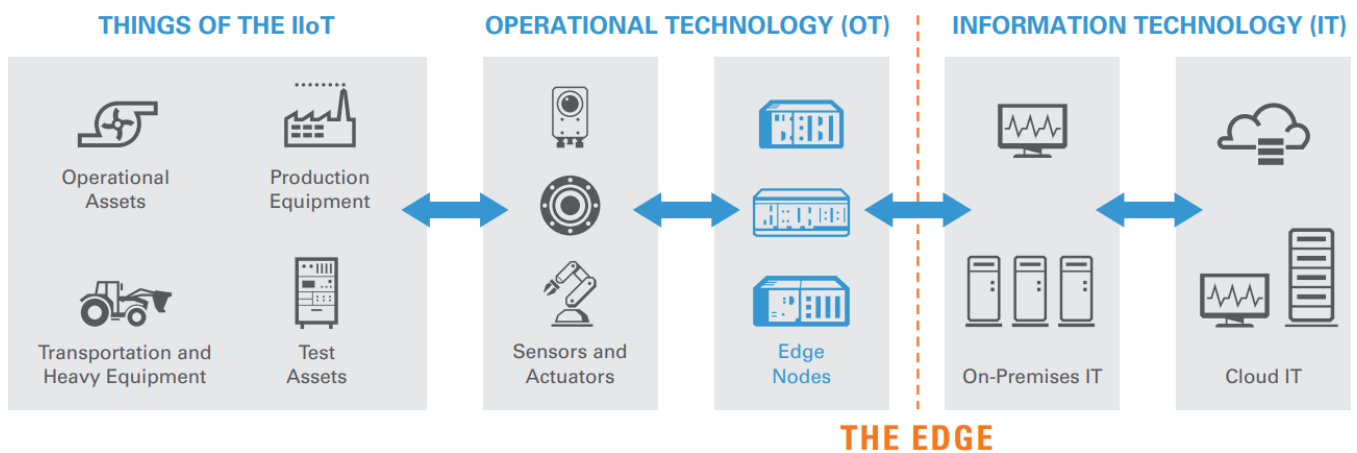 THINGS OF THE IIoT
OPERATIONAL TECHNOLOGY (OT)
INFORMATION TECHNOLOGY (IT)
Operational
Assets
Production
Equipment
Transportation and
Heavy Equipment
Test
Assets
Sensors and
Actuators
Edge
Nodes
On-Premises IT
Cloud IT
THE EDGE